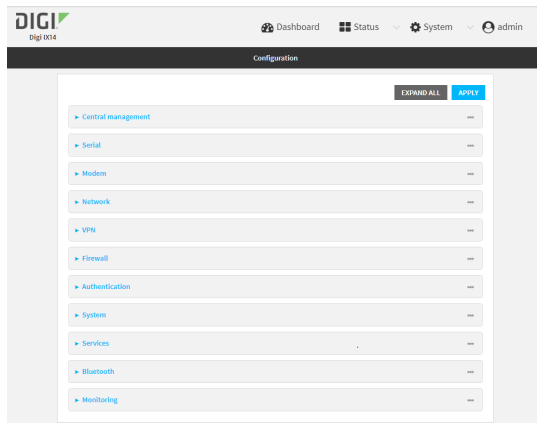 DIGI
Digi IX14
Dashboard Status System admin
Configuration
EXPAND ALL APPLY
Central management
Serial
Modem
Network
VPN
Firewall
Authentication
System
Services
Bluetooth
Monitoring